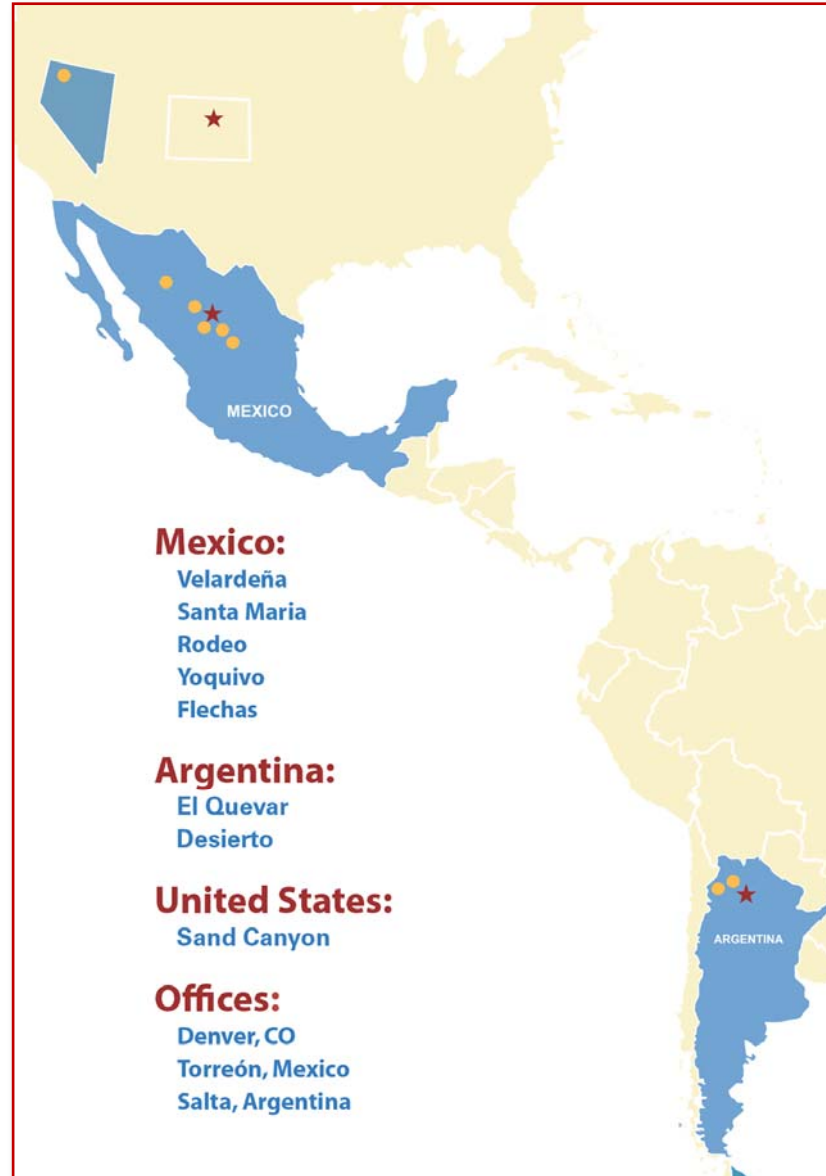 MEXICO
Mexico:
Velardeña
Santa Maria
Rodeo
Yoquivo
Flechas
Argentina:
El Quevar
Desierto
United States:
Sand Canyon
Offices:
Denver, CO
Torreón, Mexico
Salta, Argentina
ARGENTINA